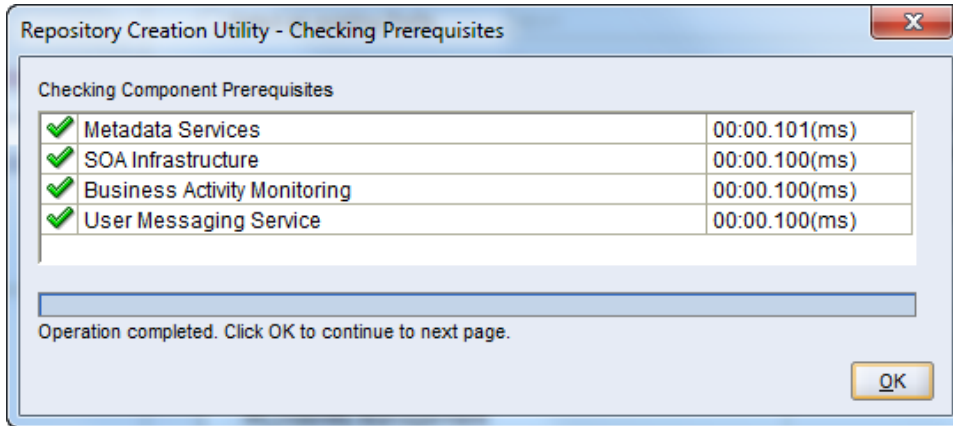 Repository Creation Utility - Checking Prerequisites
Checking Component Prerequisites
Metadata Services 00:00.101(ms)
SOA Infrastructure 00:00.100(ms)
Business Activity Monitoring 00:00.100(ms)
User Messaging Service 00:00.100(ms)
Operation completed. Click OK to continue to next page.
OK